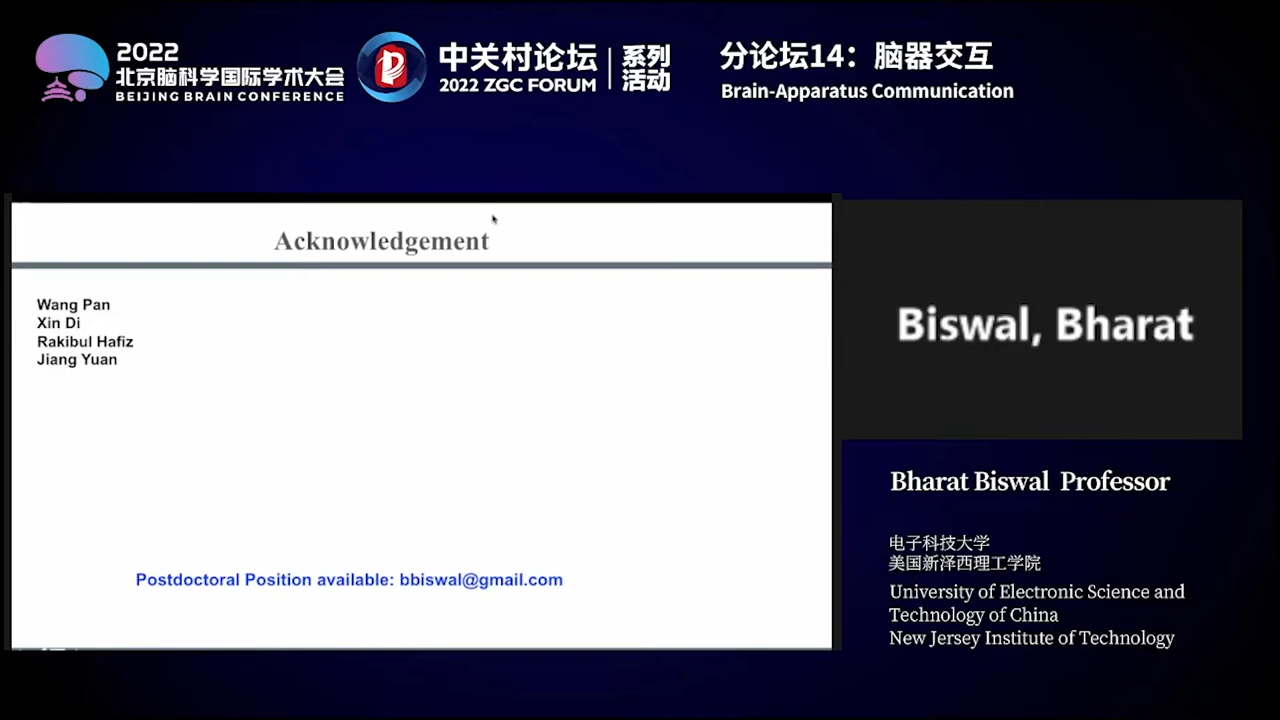 2022
北京脑科学国际学术大会
BEIJING BRAIN CONFERENCE
中关村论坛
2022 ZGC FORUM
系列
活动
分论坛14：脑器交互
Brain-Apparatus Communication
Acknowledgement
Wang Pan
Xin Di
Rakibul Hafiz
Jiang Yuan
Postdoctoral Position available: bbiswal@gmail.com
Biswal, Bharat
Bharat Biswal Professor
电子科技大学
美国新泽西理工学院
University of Electronic Science and
Technology of China
New Jersey Institute of Technology